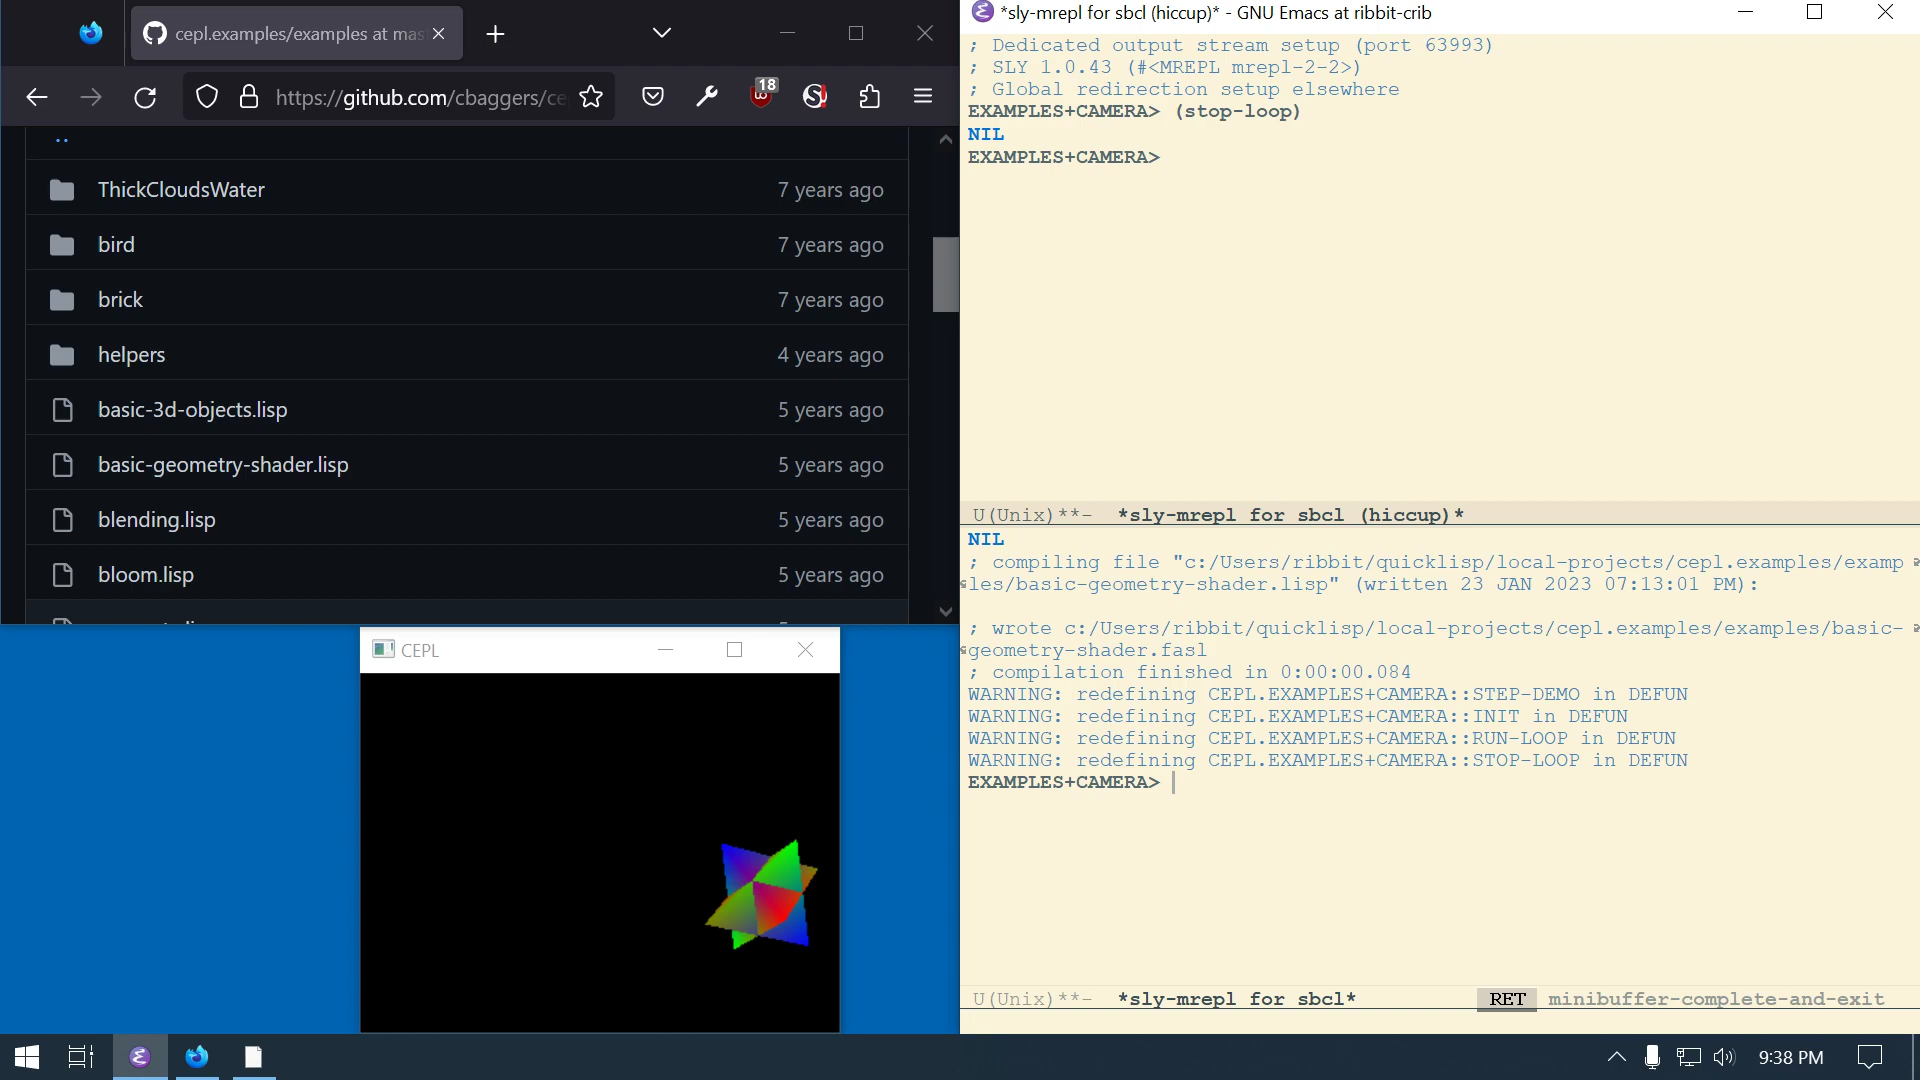 cepl.examples/examples at mas
https://github.com/cbaggers/ce
18
..
ThickCloudsWater 7 years ago
bird 7 years ago
brick 7 years ago
helpers 4 years ago
basic-3d-objects.lisp 5 years ago
basic-geometry-shader.lisp 5 years ago
blending.lisp 5 years ago
bloom.lisp 5 years ago
CEPL
*sly-mrepl for sbcl (hiccup)* - GNU Emacs at ribbit-crib
; Dedicated output stream setup (port 63993)
; SLY 1.0.43 (#<MREPL mrepl-2-2>)
; Global redirection setup elsewhere
EXAMPLES+CAMERA> (stop-loop)
NIL
EXAMPLES+CAMERA>
U(Unix)**- *sly-mrepl for sbcl (hiccup)*
NIL
; compiling file "c:/Users/ribbit/quicklisp/local-projects/cepl.examples/examp
les/basic-geometry-shader.lisp" (written 23 JAN 2023 07:13:01 PM):
; wrote c:/Users/ribbit/quicklisp/local-projects/cepl.examples/examples/basic-
geometry-shader.fasl
; compilation finished in 0:00:00.084
WARNING: redefining CEPL.EXAMPLES+CAMERA::STEP-DEMO in DEFUN
WARNING: redefining CEPL.EXAMPLES+CAMERA::INIT in DEFUN
WARNING: redefining CEPL.EXAMPLES+CAMERA::RUN-LOOP in DEFUN
WARNING: redefining CEPL.EXAMPLES+CAMERA::STOP-LOOP in DEFUN
EXAMPLES+CAMERA>
U(Unix)**- *sly-mrepl for sbcl* RET minibuffer-complete-and-exit
9:38 PM